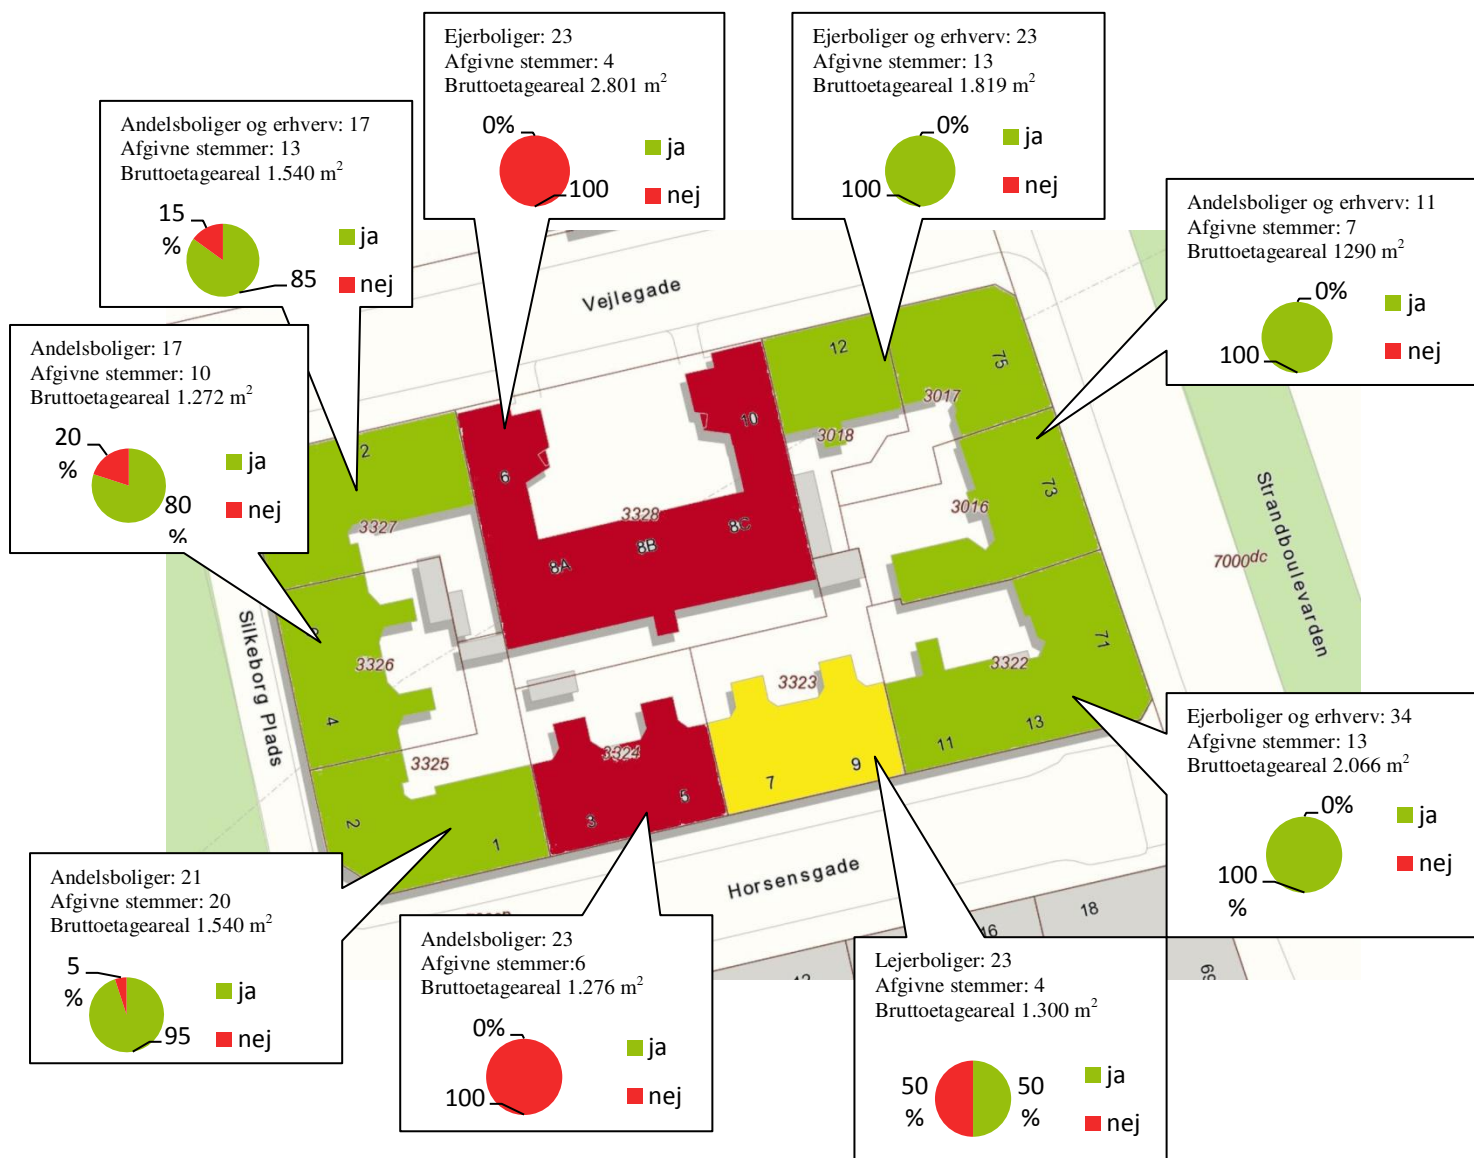 Ejerboliger: 23
Afgivne stemmer: 4
Bruttoetageareal 2.801 m²
0%
100
ja
nej
Ejerboliger og erhverv: 23
Afgivne stemmer: 13
Bruttoetageareal 1.819 m²
0%
100
ja
nej
Andelsboliger og erhverv: 17
Afgivne stemmer: 13
Bruttoetageareal 1.540 m²
15
%
85
ja
nej
Andelsboliger og erhverv: 11
Afgivne stemmer: 7
Bruttoetageareal 1290 m²
0%
100
ja
nej
Andelsboliger: 17
Afgivne stemmer: 10
Bruttoetageareal 1.272 m²
20
%
80
%
ja
nej
Vejlegade
12
75
3017
3018
10
2
6
3327
3328
8A
8B
8C
73
3016
Strandboulevarden
7000dc
Silkeborg Plads
3326
4
3325
2
1
3324
3
5
3323
7
9
3322
71
11
13
Horsensgade
16
18
69
Ejerboliger og erhverv: 34
Afgivne stemmer: 13
Bruttoetageareal 2.066 m²
0%
100
%
ja
nej
Andelsboliger: 21
Afgivne stemmer: 20
Bruttoetageareal 1.540 m²
5
%
95
ja
nej
Andelsboliger: 23
Afgivne stemmer:6
Bruttoetageareal 1.276 m²
0%
100
ja
nej
Lejerboliger: 23
Afgivne stemmer: 4
Bruttoetageareal 1.300 m²
50
%
50
%
ja
nej